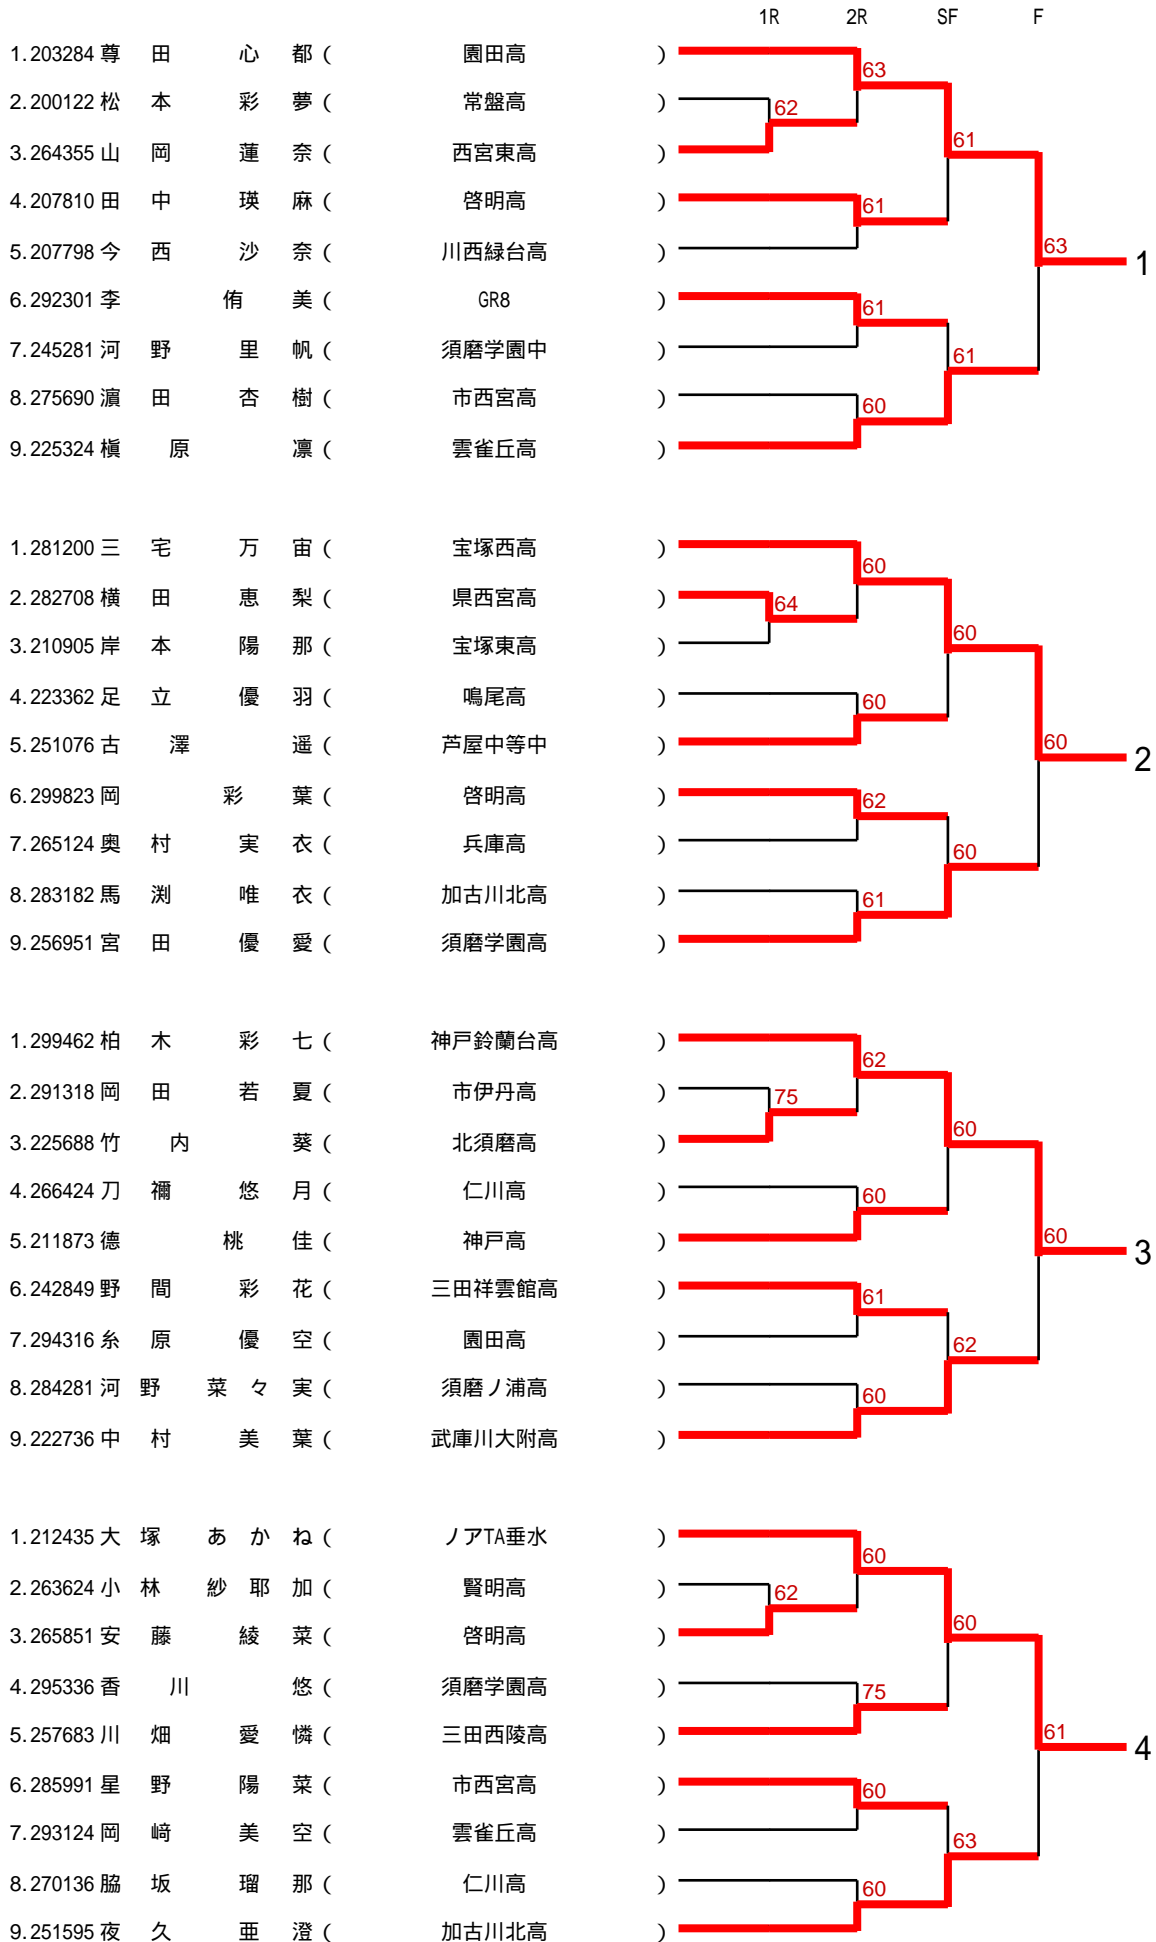 1R 2R SF F
1.203284 尊 田 心 都 ( 園田高 )
63
2.200122 松 本 彩 夢 ( 常盤高 )
62
3.264355 山 岡 蓮 奈 ( 西宮東高 )
61
4.207810 田 中 瑛 麻 ( 啓明高 )
61
5.207798 今 西 沙 奈 ( 川西緑台高 )
63 1
6.292301 李 侑 美 ( GR8 )
61
7.245281 河 野 里 帆 ( 須磨学園中 )
61
8.275690 濵 田 杏 樹 ( 市西宮高 )
60
9.225324 槇 原 凛 ( 雲雀丘高 )
1.281200 三 宅 万 宙 ( 宝塚西高 )
60
2.282708 横 田 恵 梨 ( 県西宮高 )
64
3.210905 岸 本 陽 那 ( 宝塚東高 )
60
4.223362 足 立 優 羽 ( 鳴尾高 )
60
5.251076 古 澤 遥 ( 芦屋中等中 )
60 2
6.299823 岡 彩 葉 ( 啓明高 )
62
7.265124 奥 村 実 衣 ( 兵庫高 )
60
8.283182 馬 渕 唯 衣 ( 加古川北高 )
61
9.256951 宮 田 優 愛 ( 須磨学園高 )
1.299462 柏 木 彩 七 ( 神戸鈴蘭台高 )
62
2.291318 岡 田 若 夏 ( 市伊丹高 )
75
3.225688 竹 内 葵 ( 北須磨高 )
60
4.266424 刀 禰 悠 月 ( 仁川高 )
60
5.211873 德 桃 佳 ( 神戸高 )
60 3
6.242849 野 間 彩 花 ( 三田祥雲館高 )
61
7.294316 糸 原 優 空 ( 園田高 )
62
8.284281 河 野 菜 々 実 ( 須磨ノ浦高 )
60
9.222736 中 村 美 葉 ( 武庫川大附高 )
1.212435 大 塚 あ か ね ( ノアTA垂水 )
60
2.263624 小 林 紗 耶 加 ( 賢明高 )
62
3.265851 安 藤 綾 菜 ( 啓明高 )
60
4.295336 香 川 悠 ( 須磨学園高 )
75
5.257683 川 畑 愛 憐 ( 三田西陵高 )
61 4
6.285991 星 野 陽 菜 ( 市西宮高 )
60
7.293124 岡 﨑 美 空 ( 雲雀丘高 )
63
8.270136 脇 坂 瑠 那 ( 仁川高 )
60
9.251595 夜 久 亜 澄 ( 加古川北高 )